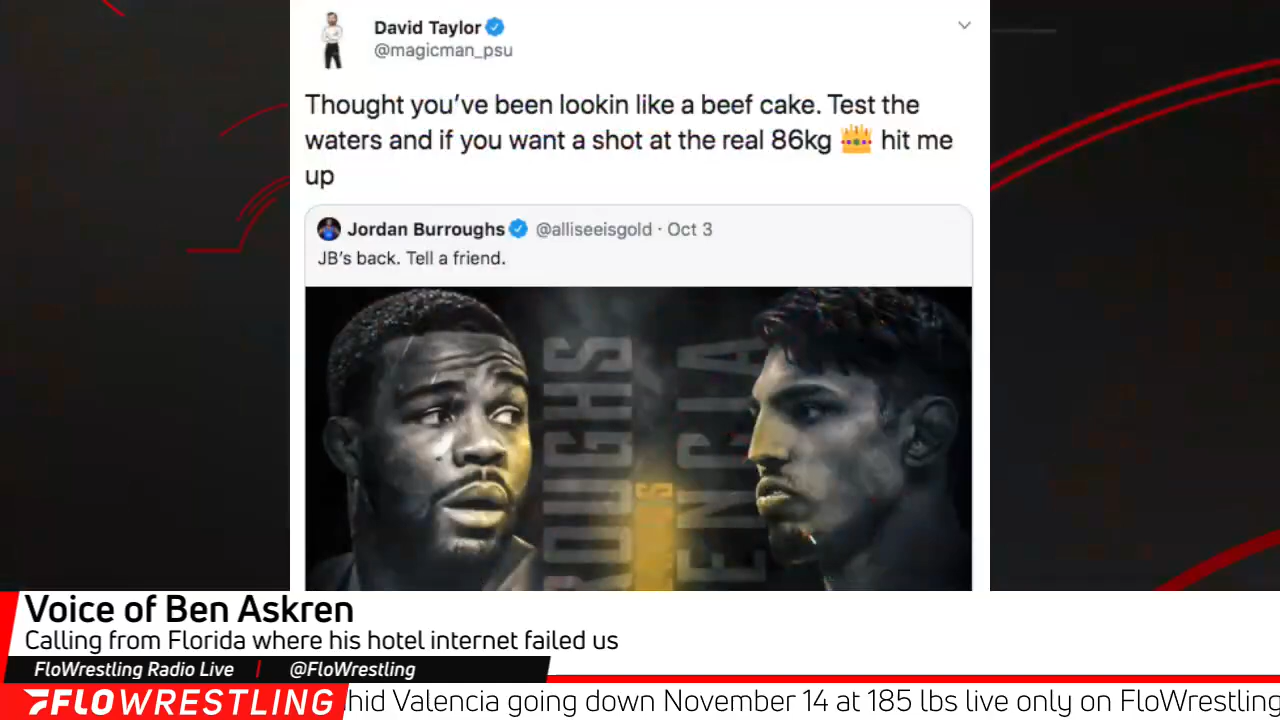 David Taylor
@magicman_psu
Thought you've been lookin like a beef cake. Test the
waters and if you want a shot at the real 86kg 👑 hit me
up
Jordan Burroughs @alliseeisgold · Oct 3
JB's back. Tell a friend.
ROUGHS
ENCIA
Voice of Ben Askren
Calling from Florida where his hotel internet failed us
FloWrestling Radio Live | @FloWrestling
FLOWRESTLING
hid Valencia going down November 14 at 185 lbs live only on FloWrestling